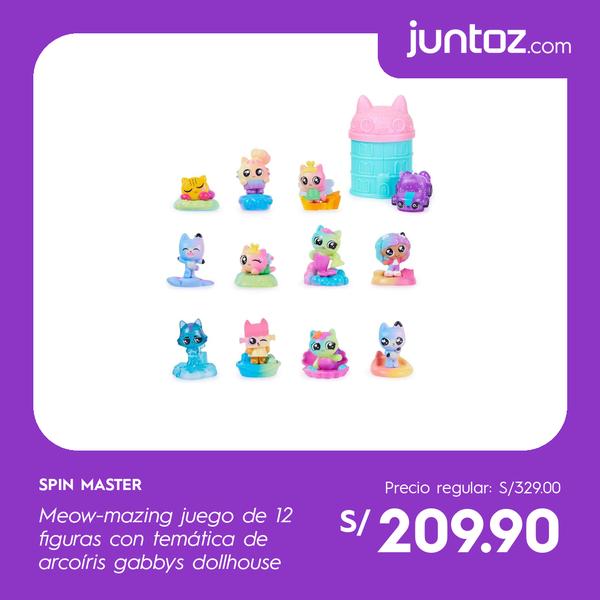 juntoz.com
SPIN MASTER
Meow-mazing juego de 12
figuras con temática de
arcoíris gabbys dollhouse
Precio regular: S/329.00
S/ 209.90